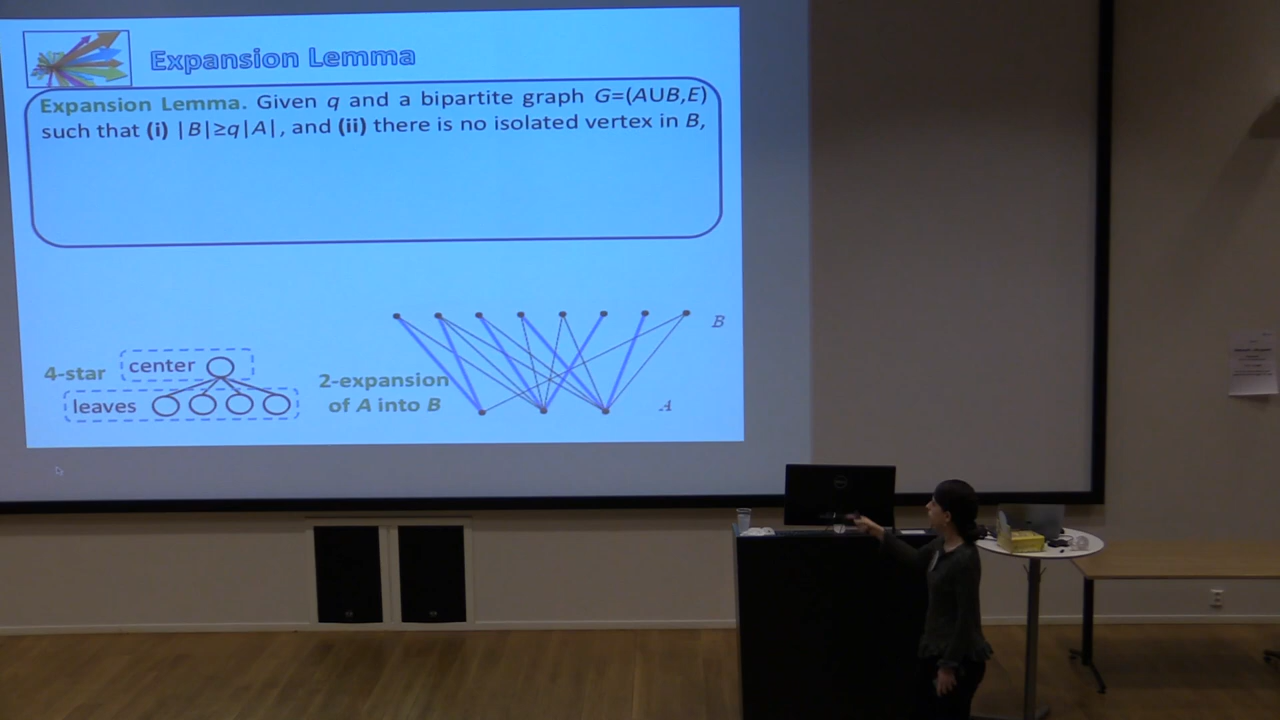 Expansion Lemma
Expansion Lemma. Given q and a bipartite graph G=(A∪B,E)
such that (i) |B|≥q|A|, and (ii) there is no isolated vertex in B,
B
4-star
center
leaves
2-expansion
of A into B
A